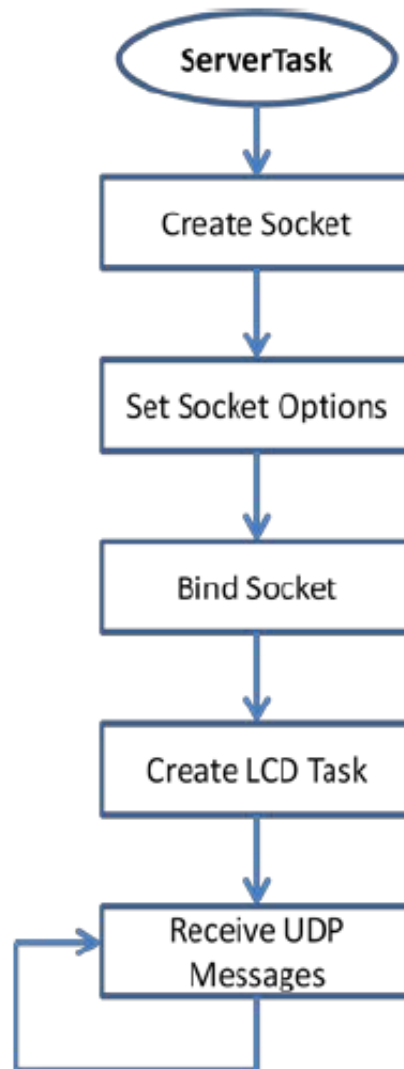 ServerTask
Create Socket
Set Socket Options
Bind Socket
Create LCD Task
Receive UDP
Messages